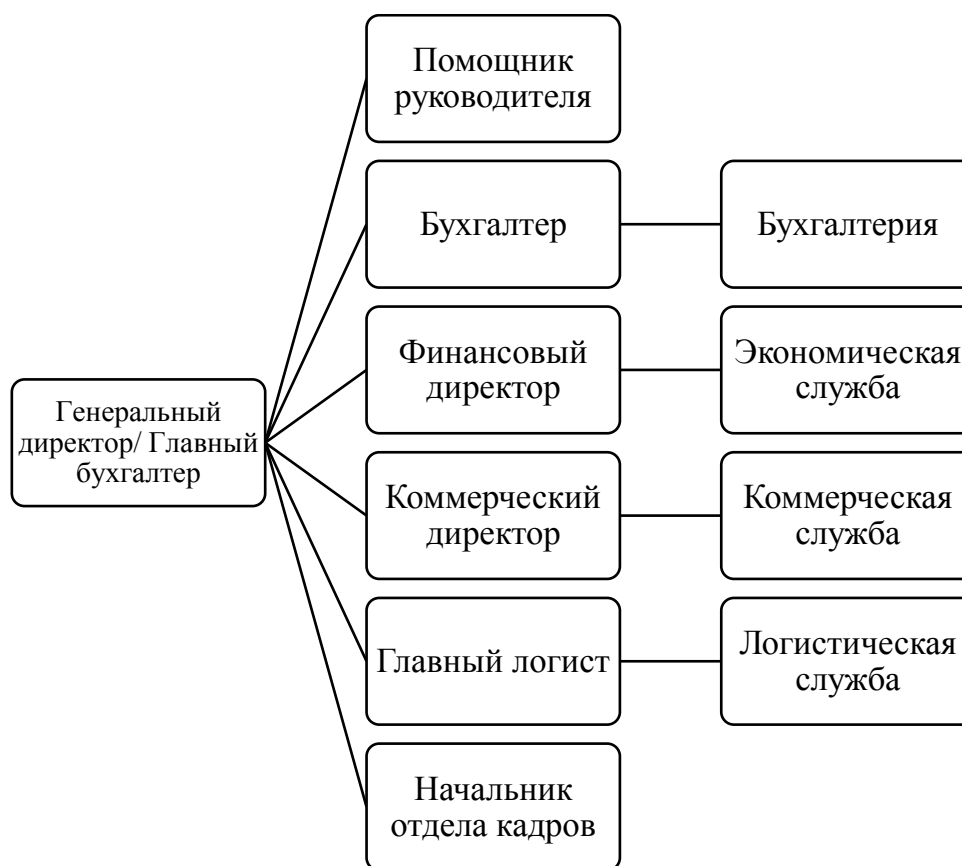 Помощник
руководителя
Бухгалтер
Бухгалтерия
Финансовый
директор
Экономическая
служба
Генеральный
директор/ Главный
бухгалтер
Коммерческий
директор
Коммерческая
служба
Главный логист
Логистическая
служба
Начальник
отдела кадров